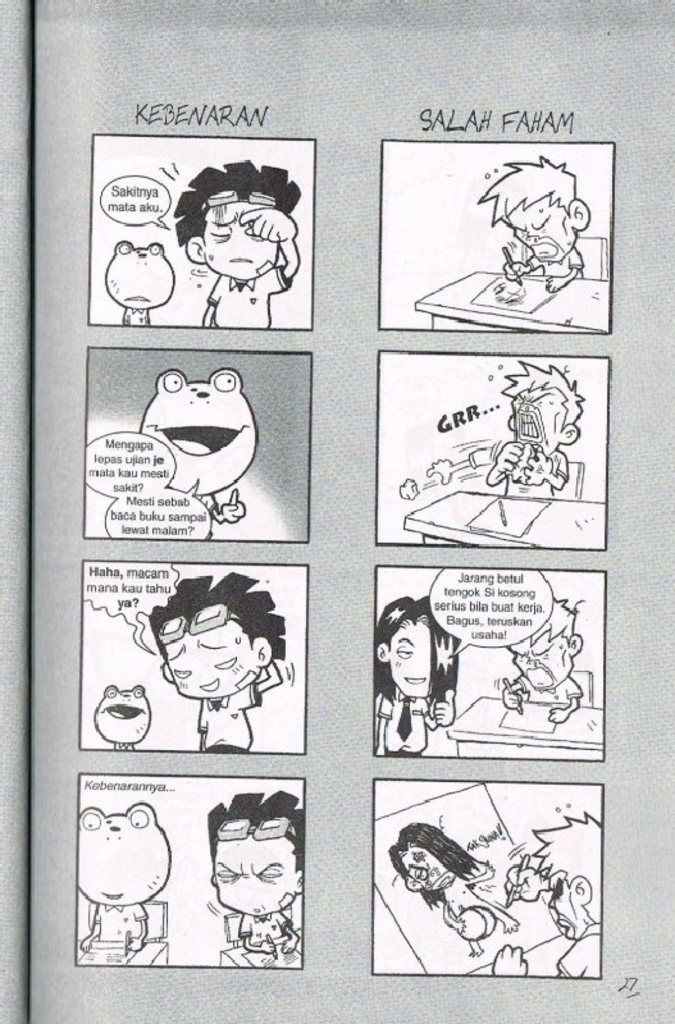 KEBENARAN
Sakitnya
mata aku.
Mengapa
lepas ujian je
mata kau mesti
sakit?
Mesti sebab
baca buku sampai
lewat malam?
Haha, macam
mana kau tahu
ya?
Kebenarannya...
SALAH FAHAM
GRR...
Jarang betul
tengok Si kosong
serius bila buat kerja.
Bagus, teruskan
usaha!
27